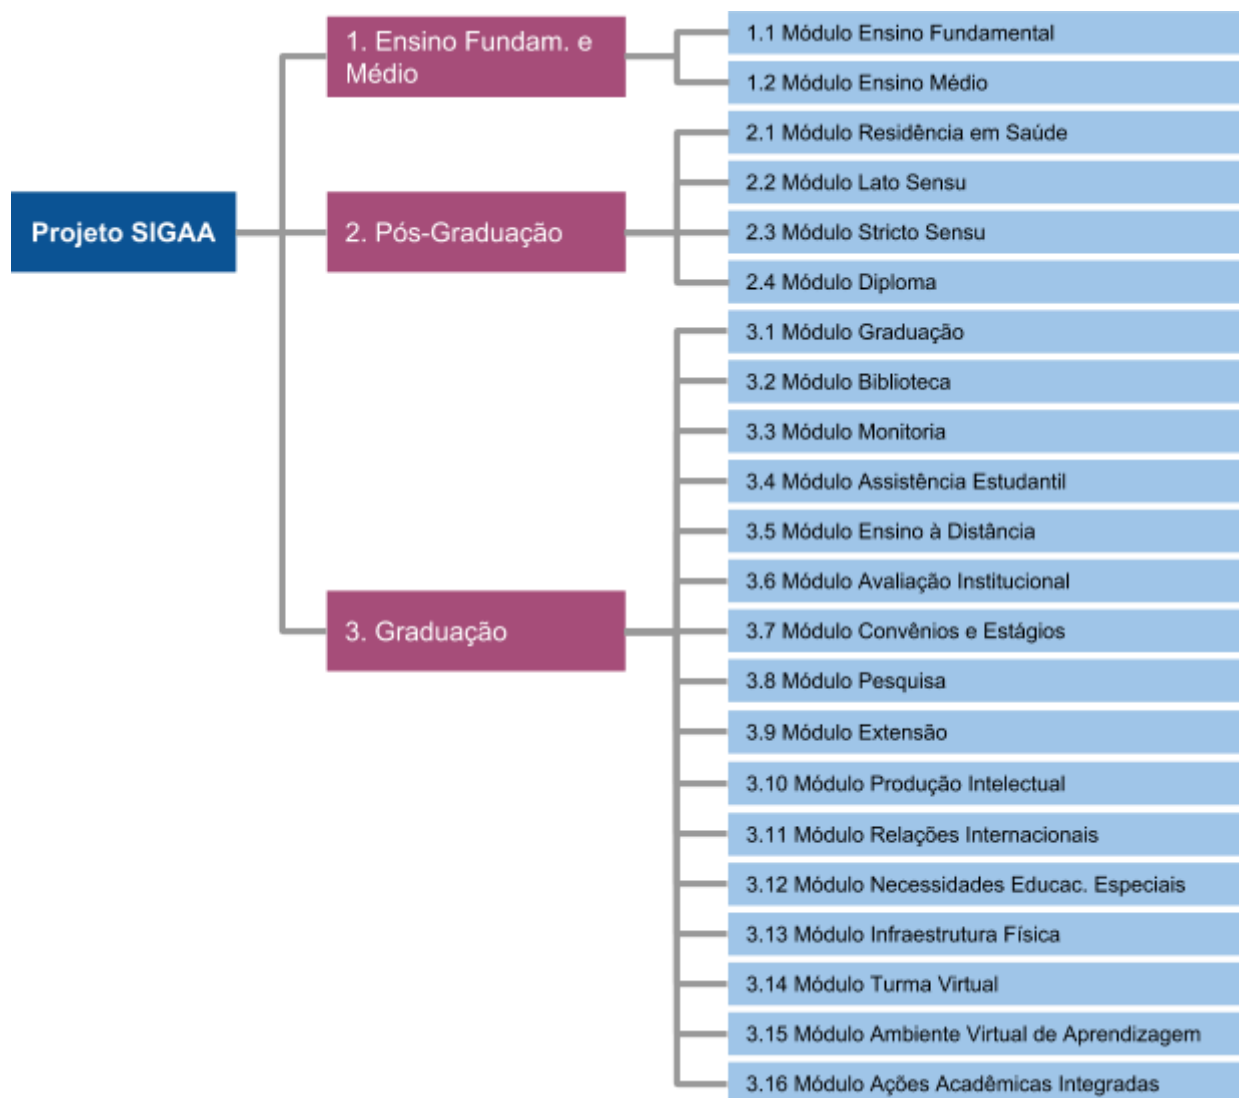 Projeto SIGAA
1. Ensino Fundam. e
Médio
1.1 Módulo Ensino Fundamental
1.2 Módulo Ensino Médio
2. Pós-Graduação
2.1 Módulo Residência em Saúde
2.2 Módulo Lato Sensu
2.3 Módulo Stricto Sensu
2.4 Módulo Diploma
3. Graduação
3.1 Módulo Graduação
3.2 Módulo Biblioteca
3.3 Módulo Monitoria
3.4 Módulo Assistência Estudantil
3.5 Módulo Ensino à Distância
3.6 Módulo Avaliação Institucional
3.7 Módulo Convênios e Estágios
3.8 Módulo Pesquisa
3.9 Módulo Extensão
3.10 Módulo Produção Intelectual
3.11 Módulo Relações Internacionais
3.12 Módulo Necessidades Educac. Especiais
3.13 Módulo Infraestrutura Física
3.14 Módulo Turma Virtual
3.15 Módulo Ambiente Virtual de Aprendizagem
3.16 Módulo Ações Acadêmicas Integradas